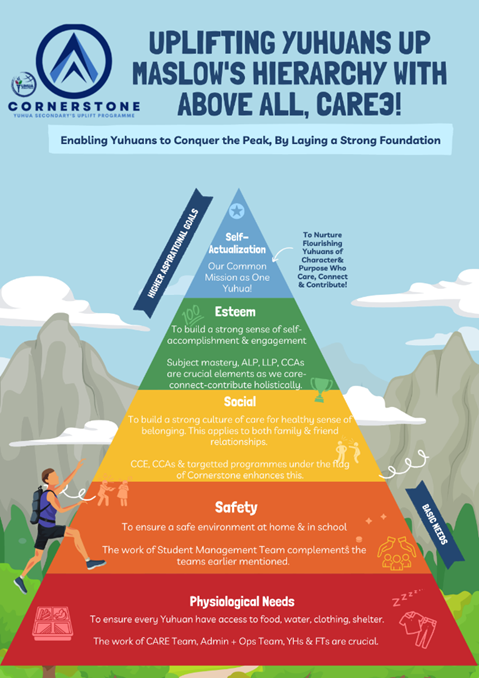 UPLIFTING YUHUANS UP
MASLOW'S HIERARCHY WITH
ABOVE ALL, CARE3!
CORNERSTONE
YUHUA SECONDARY'S UPLIFT PROGRAMME
Enabling Yuhuans to Conquer the Peak, By Laying a Strong Foundation
HIGHER ASPIRATIONAL GOALS
Self-
Actualization
Our Common
Mission as One
Yuhua!
To Nurture
Flourishing
Yuhuans of
Character&
Purpose Who
Care, Connect
& Contribute!
100
Esteem
To build a strong sense of self-
accomplishment & engagement
Subject mastery, ALP, LLP, CCAs
are crucial elements as we care-
connect-contribute holistically.
Social
To build a strong culture of care for healthy sense of
belonging. This applies to both family & friend
relationships.
CCE, CCAs & targetted programmes under the flag
of Cornerstone enhances this.
BASIC NEEDS
Safety
To ensure a safe environment at home & in school
The work of Student Management Team complements the
teams earlier mentioned.
Physiological Needs
zzzz
To ensure every Yuhuan have access to food, water, clothing, shelter.
The work of CARE Team, Admin + Ops Team, YHs & FTs are crucial.